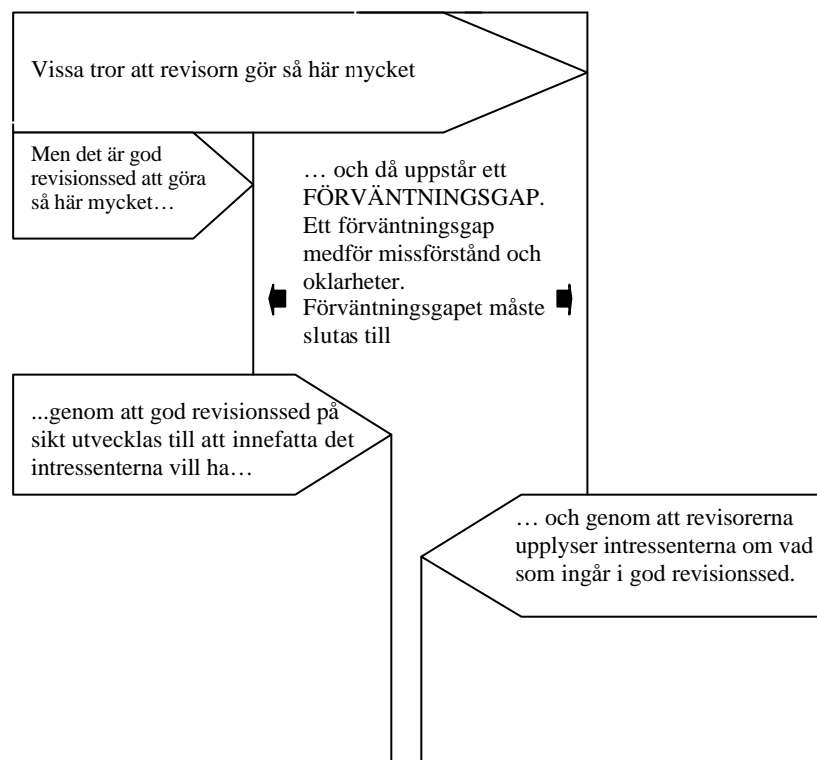 Vissa tror att revisorn gör så här mycket
Men det är god
revisionssed att göra
så här mycket…
… och då uppstår ett
FÖRVÄNTNINGSGAP.
Ett förväntningsgap
medför missförstånd och
oklarheter.
Förväntningsgapet måste
slutas till
...genom att god revisionssed på
sikt utvecklas till att innefatta det
intressenterna vill ha…
… och genom att revisorerna
upplyser intressenterna om vad
som ingår i god revisionssed.